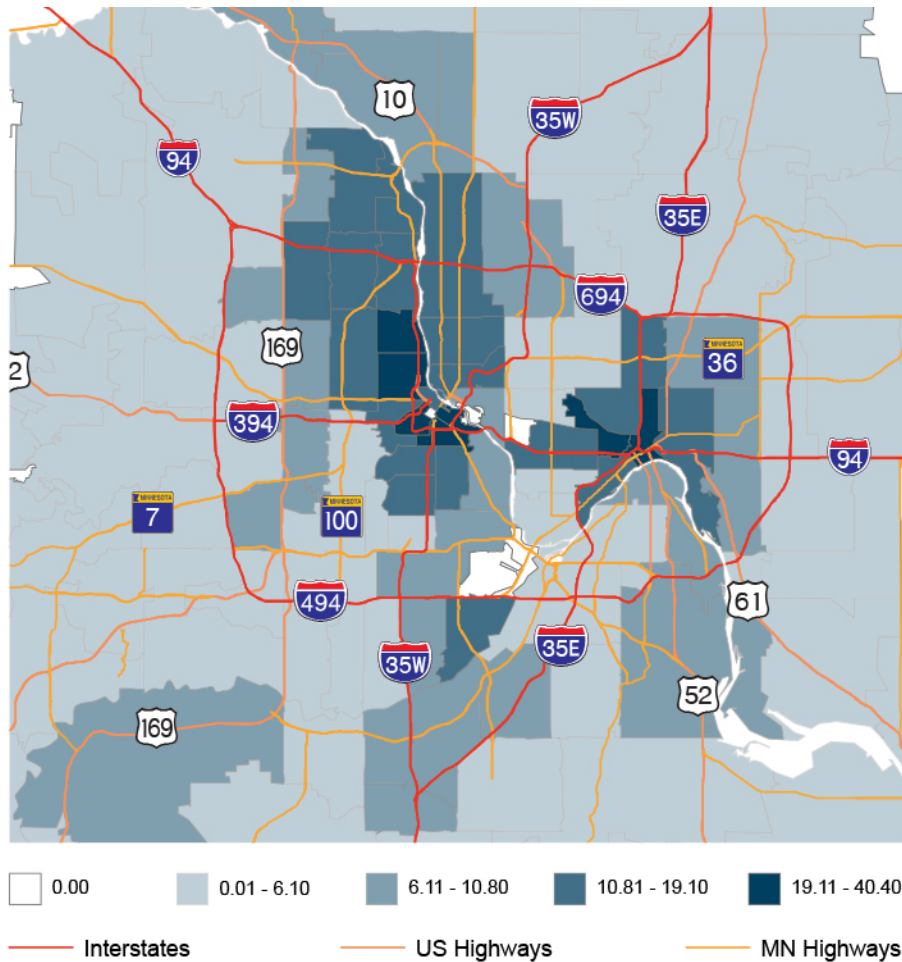 10
35W
94
35E
694
169
MINNESOTA
36
2
394
94
MINNESOTA
7
MINNESOTA
100
494
61
35W
35E
52
169
0.00
0.01 - 6.10
6.11 - 10.80
10.81 - 19.10
19.11 - 40.40
Interstates
US Highways
MN Highways